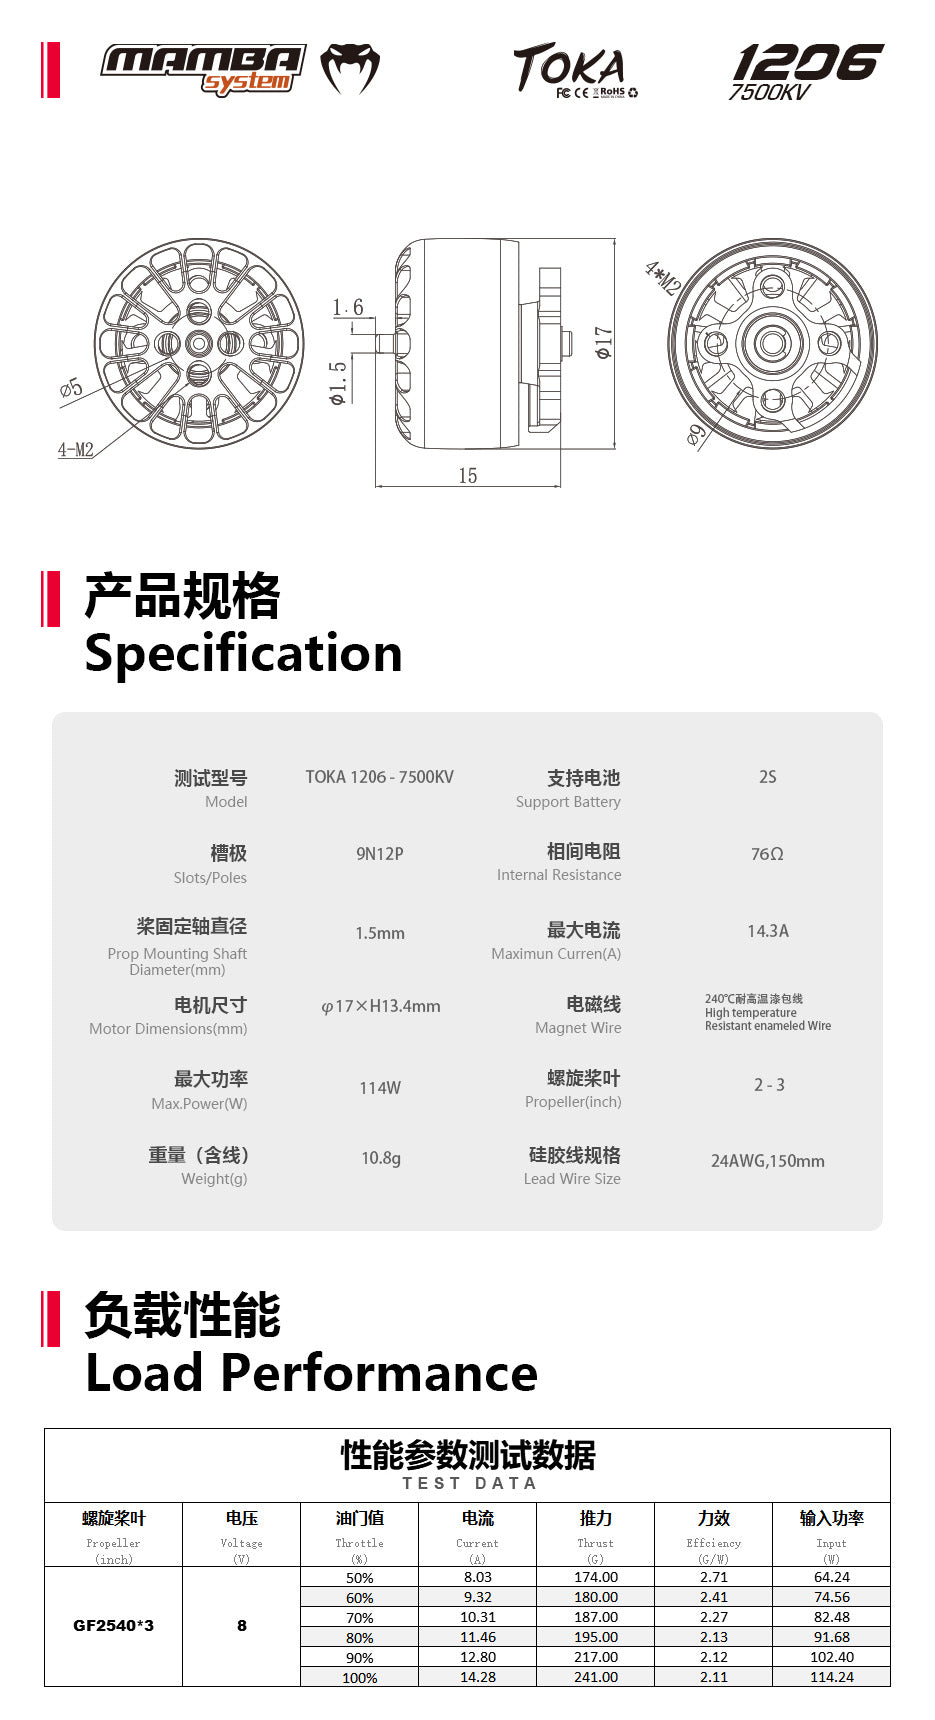 MAMBA
system
TOKA
FC CE RoHS
1206
7500KV
1.6
φ1.5
φ17
15
⌀5
4-M2
4*M2
⌀9
产品规格
Specification
测试型号 TOKA 1206 - 7500KV 支持电池 2S
Model Support Battery
槽极 9N12P 相间电阻 76Ω
Slots/Poles Internal Resistance
桨固定轴直径 1.5mm 最大电流 14.3A
Prop Mounting Shaft Maximun Curren(A)
Diameter(mm)
电机尺寸 φ17×H13.4mm 电磁线 240℃耐高温漆包线
Motor Dimensions(mm) Magnet Wire High temperature
Resistant enameled Wire
最大功率 114W 螺旋桨叶 2 - 3
Max.Power(W) Propeller(inch)
重量（含线） 10.8g 硅胶线规格 24AWG,150mm
Weight(g) Lead Wire Size
负载性能
Load Performance
性能参数测试数据
TEST DATA
螺旋桨叶 电压 油门值 电流 推力 力效 输入功率
Propeller Voltage Throttle Current Thrust Effciency Input
(inch) (V) (%) (A) (G) (G/W) (W)
50% 8.03 174.00 2.71 64.24
60% 9.32 180.00 2.41 74.56
70% 10.31 187.00 2.27 82.48
GF2540*3 8
80% 11.46 195.00 2.13 91.68
90% 12.80 217.00 2.12 102.40
100% 14.28 241.00 2.11 114.24